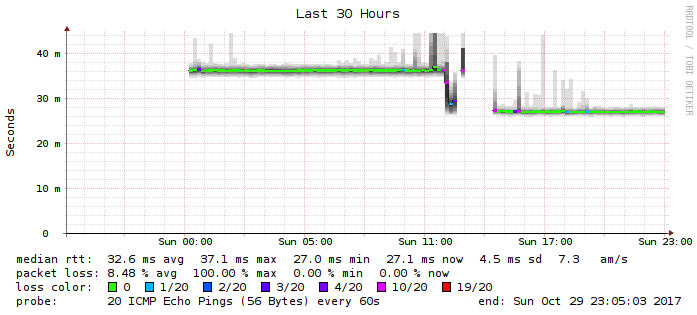 Last 30 Hours
RRDTOOL / TOBI OETIKER
Seconds
40 m
30 m
20 m
10 m
0
Sun 00:00 Sun 05:00 Sun 11:00 Sun 17:00 Sun 23:00
median rtt: 32.6 ms avg 37.1 ms max 27.0 ms min 27.1 ms now 4.5 ms sd 7.3 am/s
packet loss: 8.48 % avg 100.00 % max 0.00 % min 0.00 % now
loss color: 0 1/20 2/20 3/20 4/20 10/20 19/20
probe: 20 ICMP Echo Pings (56 Bytes) every 60s end: Sun Oct 29 23:05:03 2017